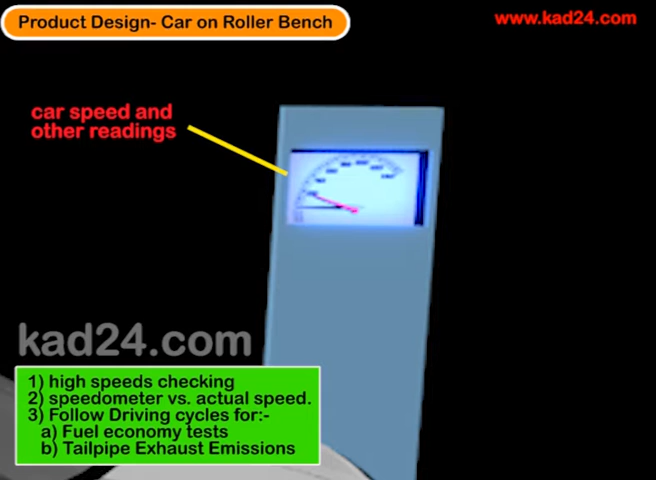 Product Design- Car on Roller Bench
www.kad24.com
car speed and
other readings
kad24.com
1) high speeds checking
2) speedometer vs. actual speed.
3) Follow Driving cycles for:-
a) Fuel economy tests
b) Tailpipe Exhaust Emissions